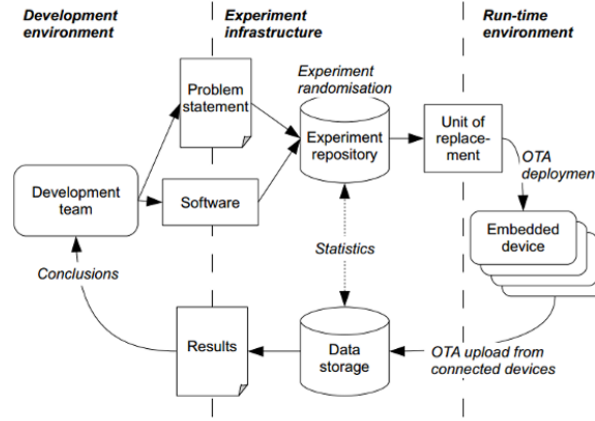 Development
environment
Experiment
infrastructure
Run-time
environment
Problem
statement
Experiment
randomisation
Experiment
repository
Unit of
replace-
ment
OTA
deployment
Development
team
Software
Embedded
device
Statistics
Conclusions
Results
Data
storage
OTA upload from
connected devices